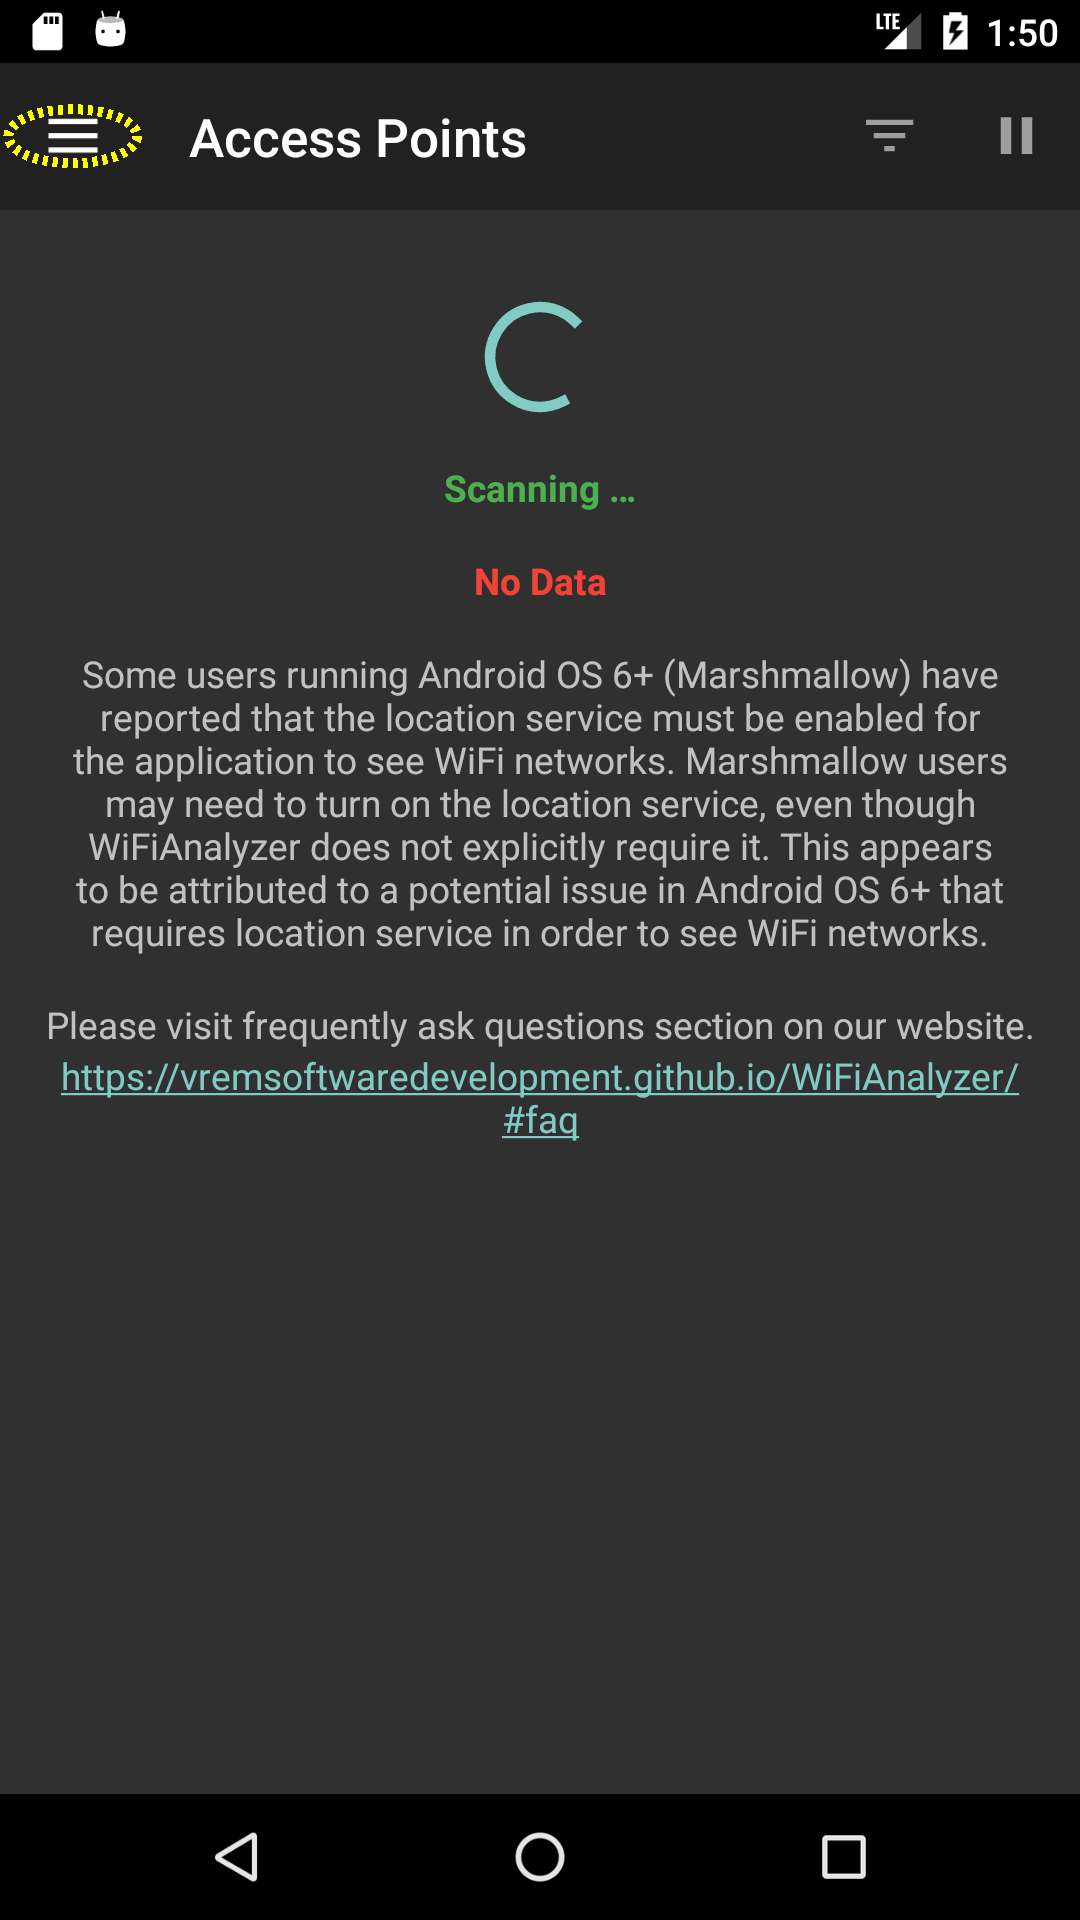 LTE 1:50
Access Points
Scanning ...
No Data
Some users running Android OS 6+ (Marshmallow) have
reported that the location service must be enabled for
the application to see WiFi networks. Marshmallow users
may need to turn on the location service, even though
WiFiAnalyzer does not explicitly require it. This appears
to be attributed to a potential issue in Android OS 6+ that
requires location service in order to see WiFi networks.
Please visit frequently ask questions section on our website.
https://vremsoftwaredevelopment.github.io/WiFiAnalyzer/
#faq